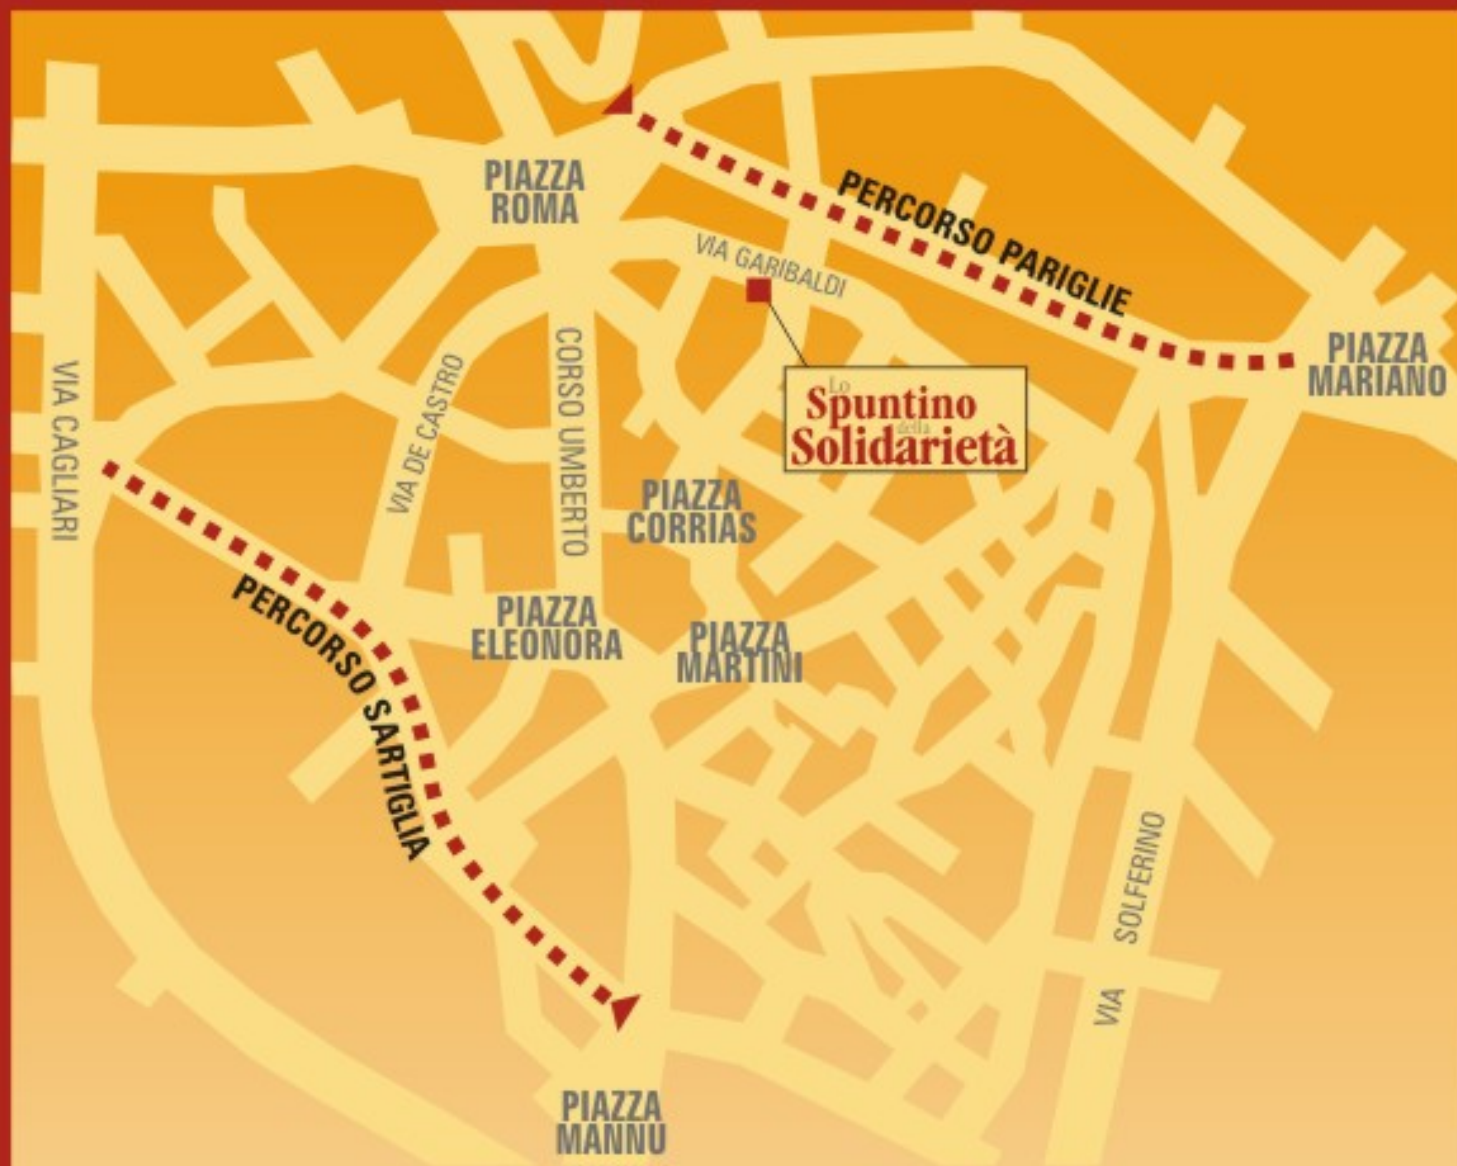 PIAZZA
ROMA
PERCORSO PARIGLIE
VIA GARIBALDI
PIAZZA
MARIANO
VIA CAGLIARI
VIA DE CASTRO
CORSO UMBERTO
Lo
Spuntino
della
Solidarietà
PIAZZA
CORRIAS
PERCORSO SARTIGLIA
PIAZZA
ELEONORA
PIAZZA
MARTINI
VIA SOLFERINO
PIAZZA
MANNU